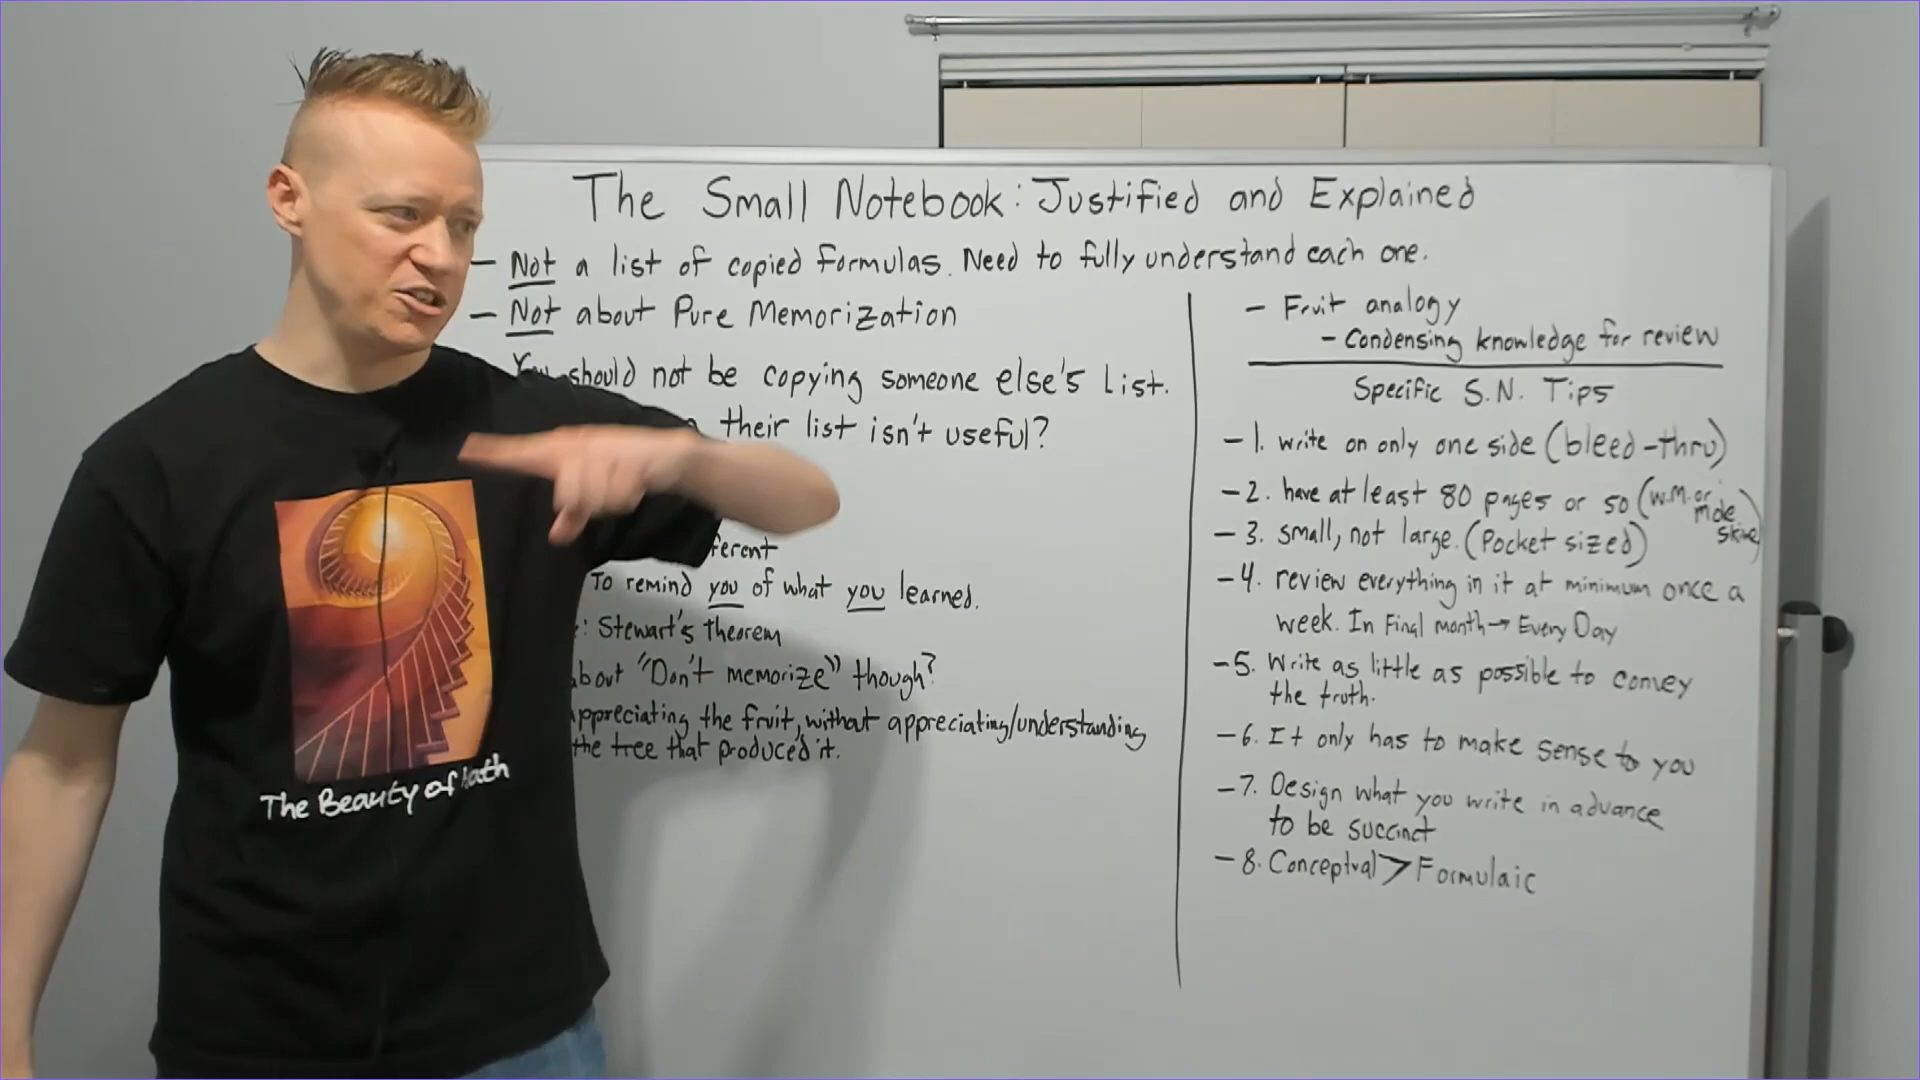 The Small Notebook: Justified and Explained
- Not a list of copied formulas. Need to fully understand each one.
- Not about Pure Memorization
You should not be copying someone else's list.
their list isn't useful?
To remind you of what you learned.
: Stewart's theorem
about "Don't memorize" though?
appreciating the fruit, without appreciating/understanding
the tree that produced it.
- Fruit analogy
- Condensing knowledge for review
Specific S.N. Tips
- 1. write on only one side (bleed-thru)
- 2. have at least 80 pages or 50 (W.M. or moleskine)
- 3. small, not large. (Pocket sized)
- 4. review everything in it at minimum once a
week. In Final month → Every Day
- 5. Write as little as possible to convey
the truth.
- 6. It only has to make sense to you
- 7. Design what you write in advance
to be succinct
- 8. Conceptual > Formulaic
The Beauty of Math